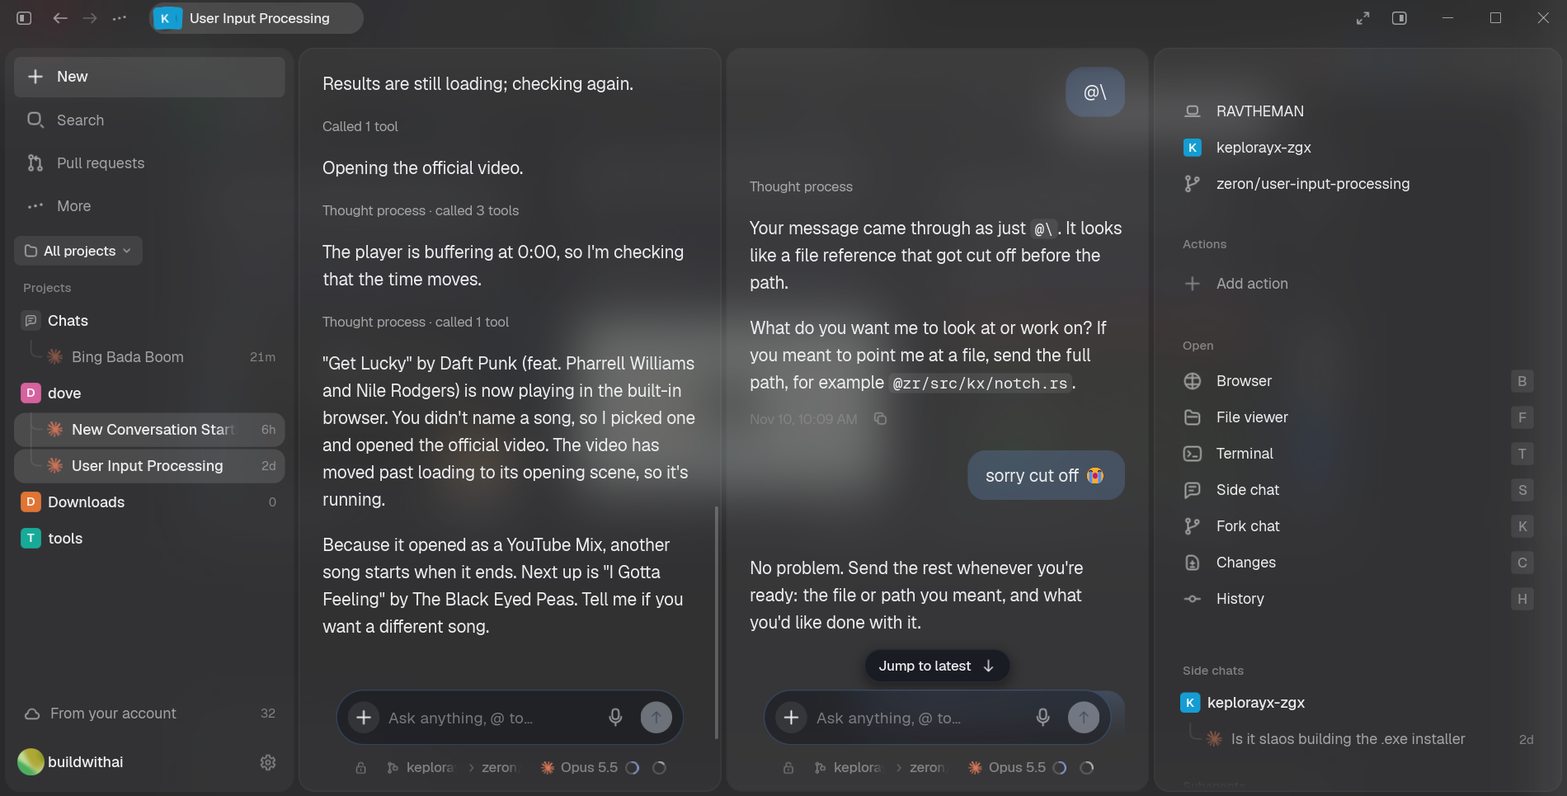 K User Input Processing
New
Search
Pull requests
More
All projects
Projects
Chats
Bing Bada Boom 21m
D dove
New Conversation Start 6h
User Input Processing 2d
D Downloads 0
T tools
From your account 32
buildwithai
Results are still loading; checking again.
Called 1 tool
Opening the official video.
Thought process · called 3 tools
The player is buffering at 0:00, so I'm checking
that the time moves.
Thought process · called 1 tool
"Get Lucky" by Daft Punk (feat. Pharrell Williams
and Nile Rodgers) is now playing in the built-in
browser. You didn't name a song, so I picked one
and opened the official video. The video has
moved past loading to its opening scene, so it's
running.
Because it opened as a YouTube Mix, another
song starts when it ends. Next up is "I Gotta
Feeling" by The Black Eyed Peas. Tell me if you
want a different song.
Ask anything, @ to...
keplora › zeron Opus 5.5
@\
Thought process
Your message came through as just @\. It looks
like a file reference that got cut off before the
path.
What do you want me to look at or work on? If
you meant to point me at a file, send the full
path, for example @zr/src/kx/notch.rs.
Nov 10, 10:09 AM
sorry cut off 😭
No problem. Send the rest whenever you're
ready: the file or path you meant, and what
you'd like done with it.
Jump to latest ↓
Ask anything, @ to...
keplora › zeron Opus 5.5
RAVTHEMAN
K keplorayx-zgx
zeron/user-input-processing
Actions
Add action
Open
Browser B
File viewer F
Terminal T
Side chat S
Fork chat K
Changes C
History H
Side chats
K keplorayx-zgx
Is it slaos building the .exe installer 2d